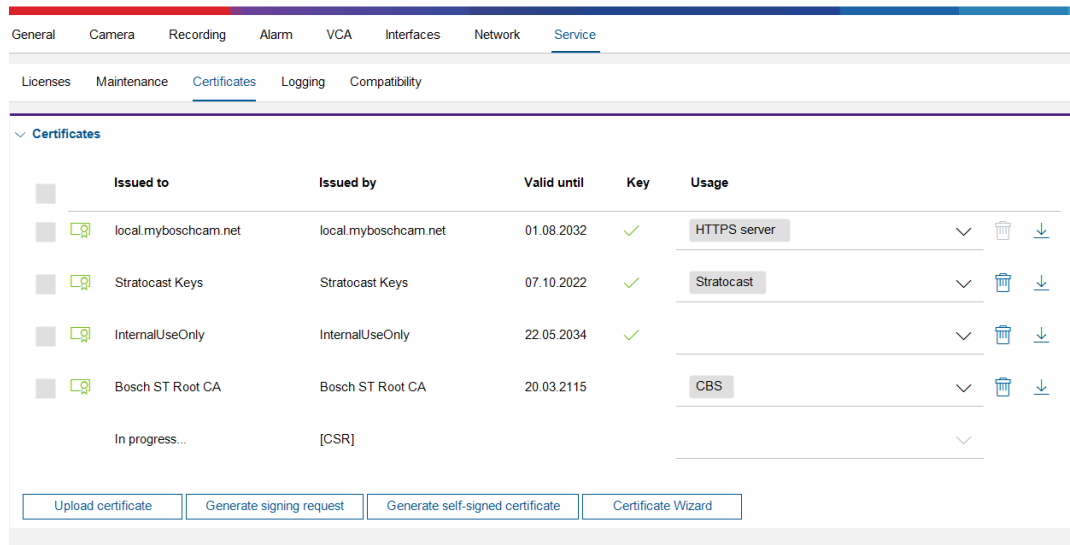 General Camera Recording Alarm VCA Interfaces Network Service
Licenses Maintenance Certificates Logging Compatibility
Certificates
Issued to Issued by Valid until Key Usage
local.myboschcam.net local.myboschcam.net 01.08.2032 HTTPS server
Stratocast Keys Stratocast Keys 07.10.2022 Stratocast
InternalUseOnly InternalUseOnly 22.05.2034
Bosch ST Root CA Bosch ST Root CA 20.03.2115 CBS
In progress... [CSR]
Upload certificate Generate signing request Generate self-signed certificate Certificate Wizard